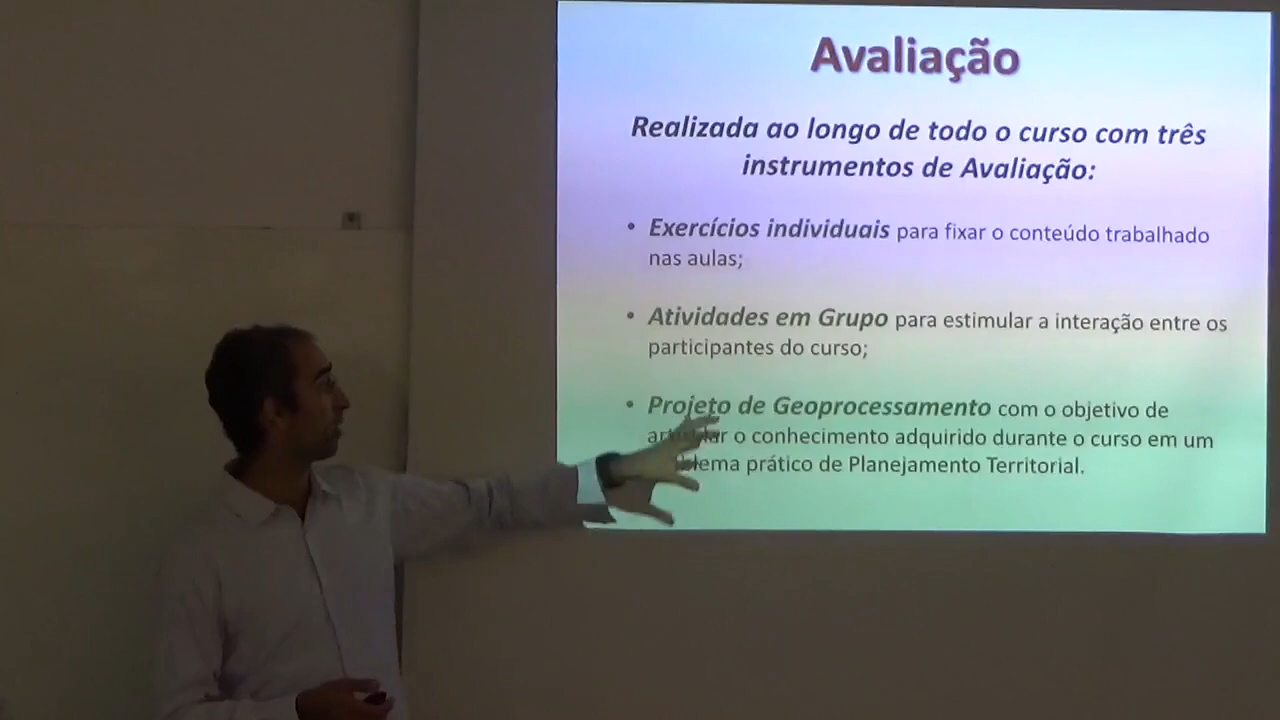 Avaliação
Realizada ao longo de todo o curso com três
instrumentos de Avaliação:
• Exercícios individuais para fixar o conteúdo trabalhado
nas aulas;
• Atividades em Grupo para estimular a interação entre os
participantes do curso;
• Projeto de Geoprocessamento com o objetivo de
o conhecimento adquirido durante o curso em um
prático de Planejamento Territorial.